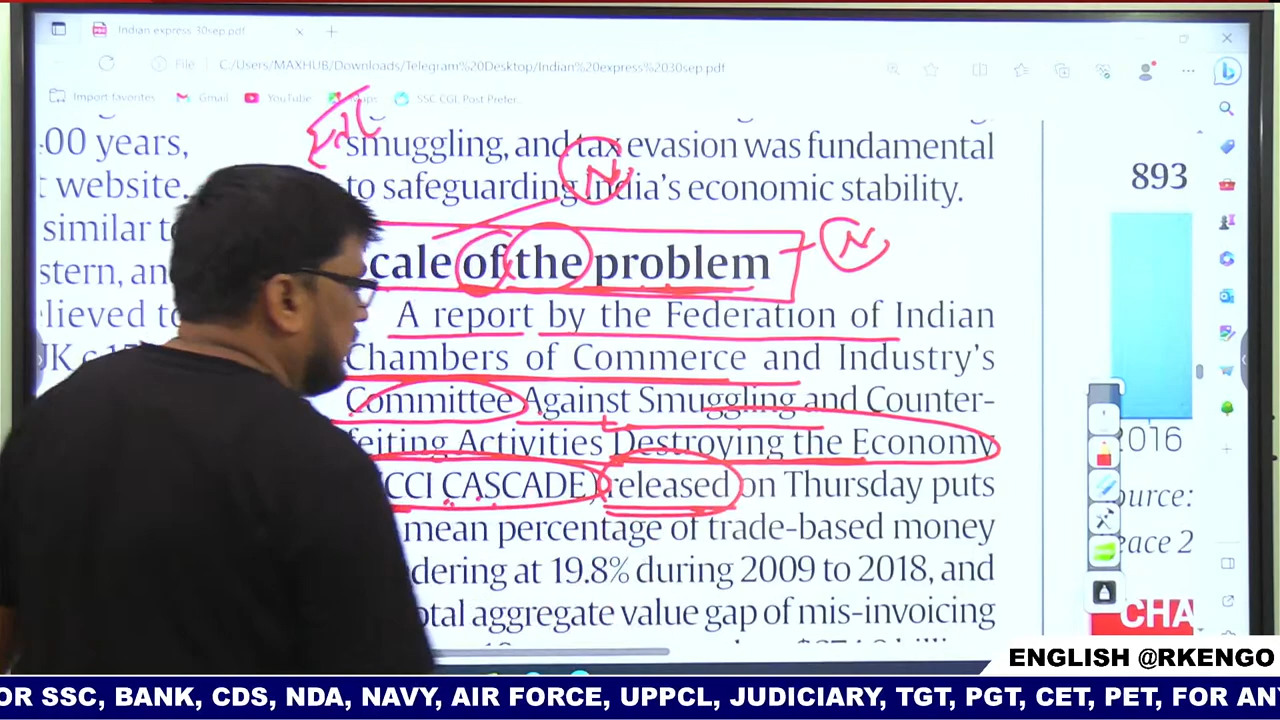 Indian express 30sep.pdf
File C:/Users/MAXHUB/Downloads/Telegram%20Desktop/Indian%20express%2030sep.pdf
Import favorites Gmail YouTube SSC CGL Post Prefer...
00 years,
t website.
similar to
stern, an
lieved to
smuggling, and tax evasion was fundamental
to safeguarding India's economic stability.
cale of the problem
A report by the Federation of Indian
Chambers of Commerce and Industry's
Committee Against Smuggling and Counter-
feiting Activities Destroying the Economy
CCI CASCADE) released on Thursday puts
mean percentage of trade-based money
dering at 19.8% during 2009 to 2018, and
otal aggregate value gap of mis-invoicing
N
N
893
2016
ource:
eace 2
CHA
ENGLISH @RKENGO
OR SSC, BANK, CDS, NDA, NAVY, AIR FORCE, UPPCL, JUDICIARY, TGT, PGT, CET, PET, FOR AN